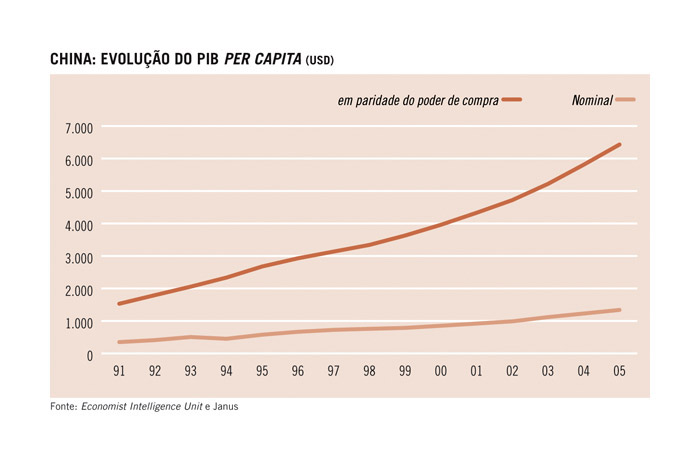 CHINA: EVOLUÇÃO DO PIB PER CAPITA (USD)
em paridade do poder de compra Nominal
7.000
6.000
5.000
4.000
3.000
2.000
1.000
0
91 92 93 94 95 96 97 98 99 00 01 02 03 04 05
Fonte: Economist Intelligence Unit e Janus